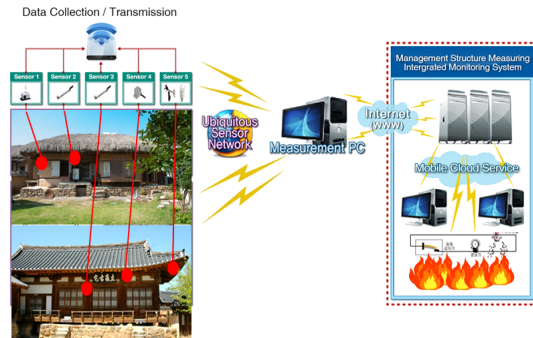 Data Collection / Transmission
Sensor 1
Sensor 2
Sensor 3
Sensor 4
Sensor 5
Ubiquitous
Sensor
Network
Measurement PC
Internet
(WWW)
Management Structure Measuring
Intergrated Monitoring System
Mobile Cloud Service